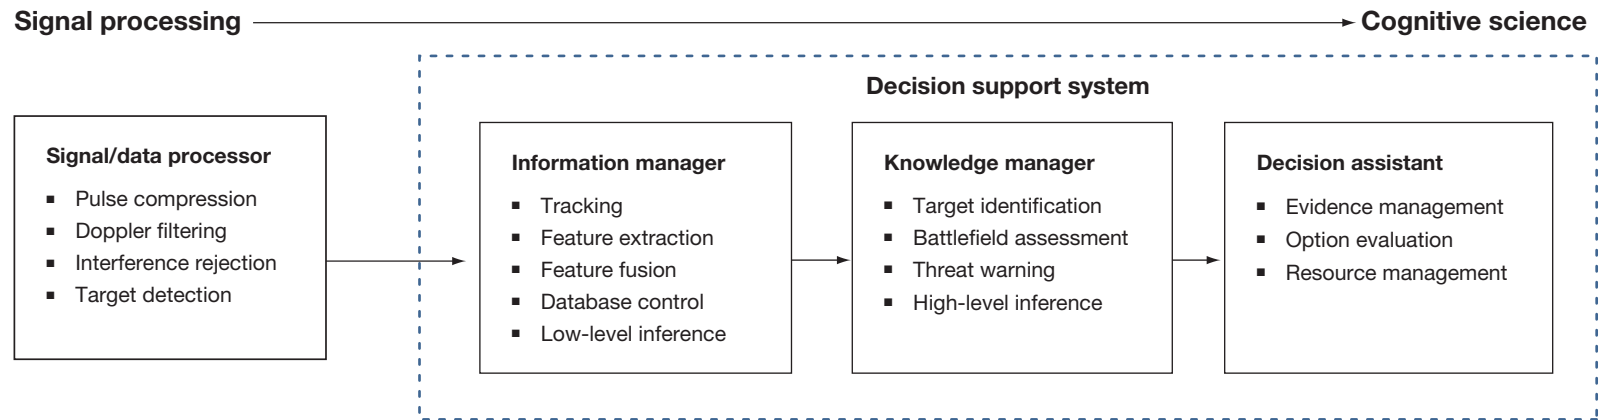 Signal processing
Cognitive science
Decision support system
Signal/data processor
▪ Pulse compression
▪ Doppler filtering
▪ Interference rejection
▪ Target detection
Information manager
▪ Tracking
▪ Feature extraction
▪ Feature fusion
▪ Database control
▪ Low-level inference
Knowledge manager
▪ Target identification
▪ Battlefield assessment
▪ Threat warning
▪ High-level inference
Decision assistant
▪ Evidence management
▪ Option evaluation
▪ Resource management